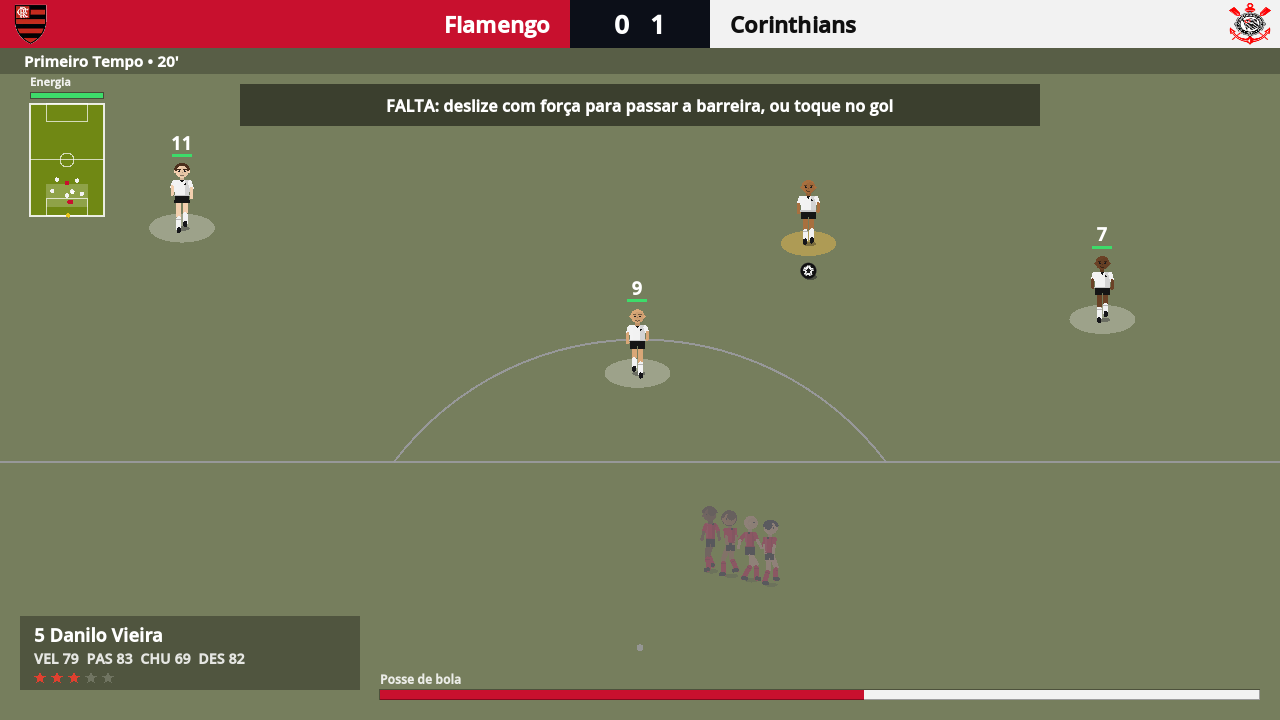 Flamengo 0 1 Corinthians
Primeiro Tempo • 20'
Energia
FALTA: deslize com força para passar a barreira, ou toque no gol
11
7
9
5 Danilo Vieira
VEL 79 PAS 83 CHU 69 DES 82
Posse de bola